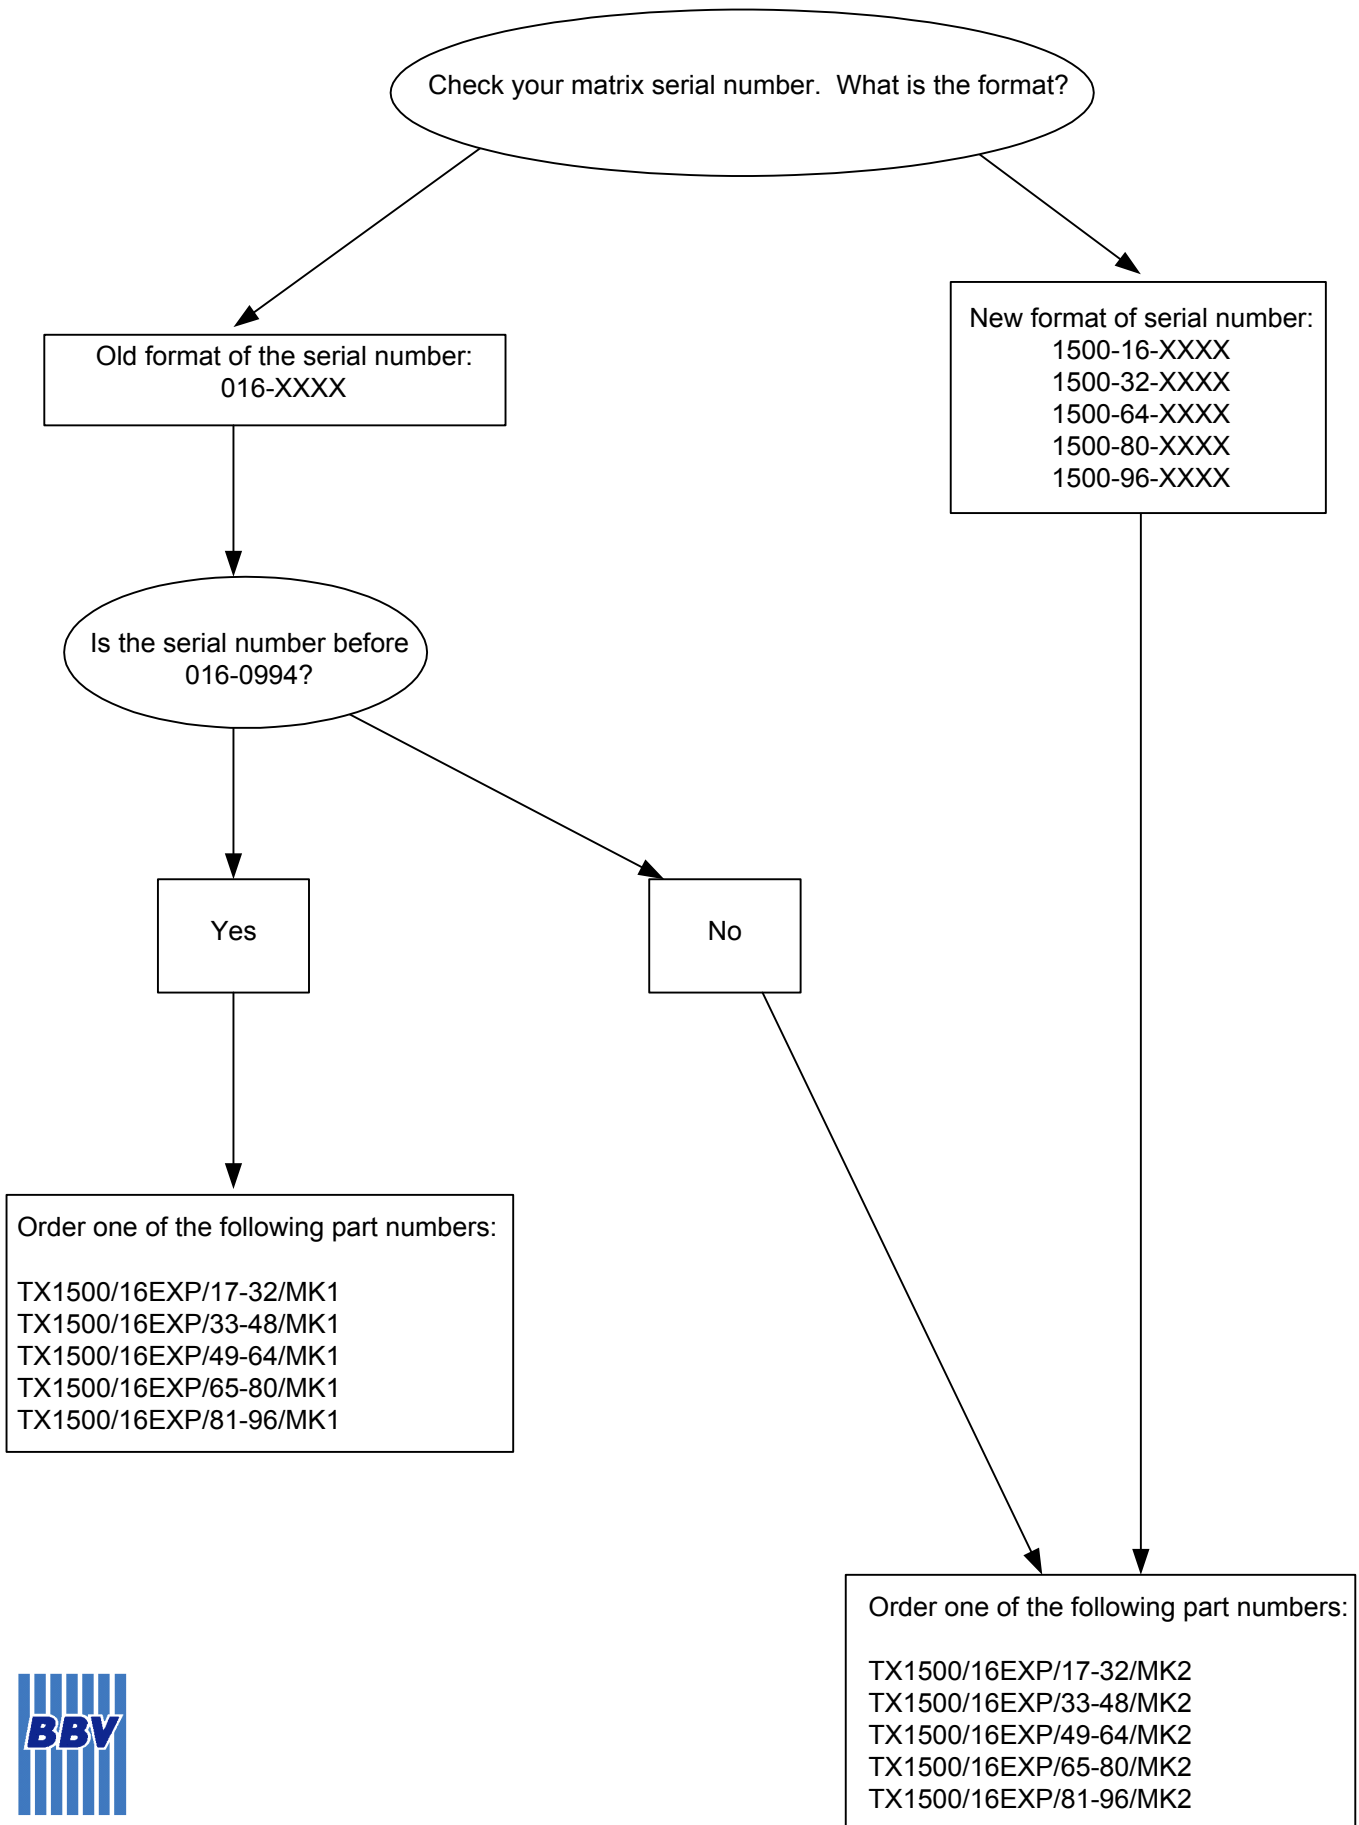 Check your matrix serial number.  What is the format?
Old format of the serial number:
016-XXXX
New format of serial number:
1500-16-XXXX
1500-32-XXXX
1500-64-XXXX
1500-80-XXXX
1500-96-XXXX
Is the serial number before
016-0994?
Yes
No
Order one of the following part numbers:
TX1500/16EXP/17-32/MK1
TX1500/16EXP/33-48/MK1
TX1500/16EXP/49-64/MK1
TX1500/16EXP/65-80/MK1
TX1500/16EXP/81-96/MK1
Order one of the following part numbers:
TX1500/16EXP/17-32/MK2
TX1500/16EXP/33-48/MK2
TX1500/16EXP/49-64/MK2
TX1500/16EXP/65-80/MK2
TX1500/16EXP/81-96/MK2
BBV